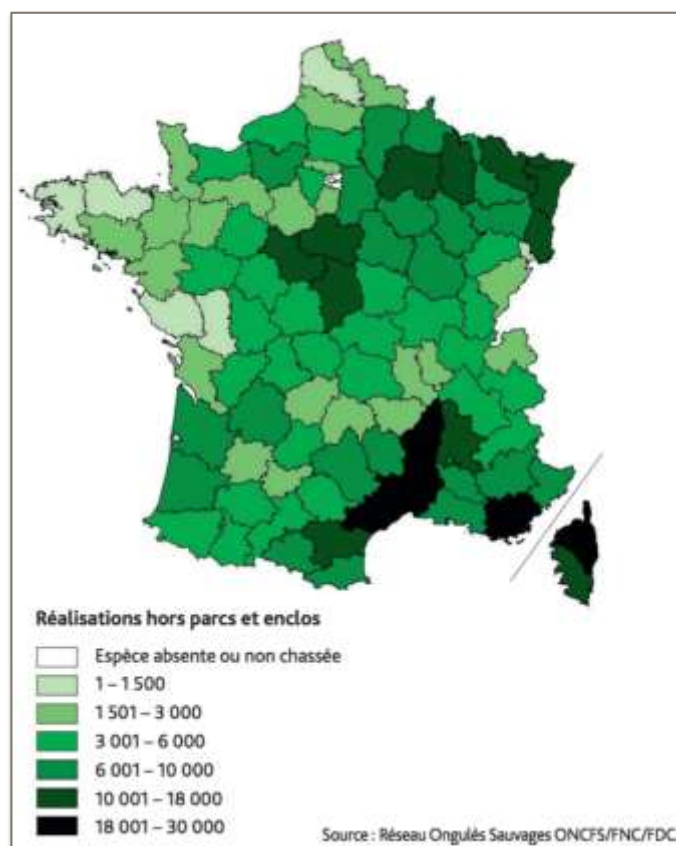 Réalisations hors parcs et enclos
Espèce absente ou non chassée
1 – 1 500
1 501 – 3 000
3 001 – 6 000
6 001 – 10 000
10 001 – 18 000
18 001 – 30 000
Source : Réseau Ongulés Sauvages ONCFS/FNC/FDC